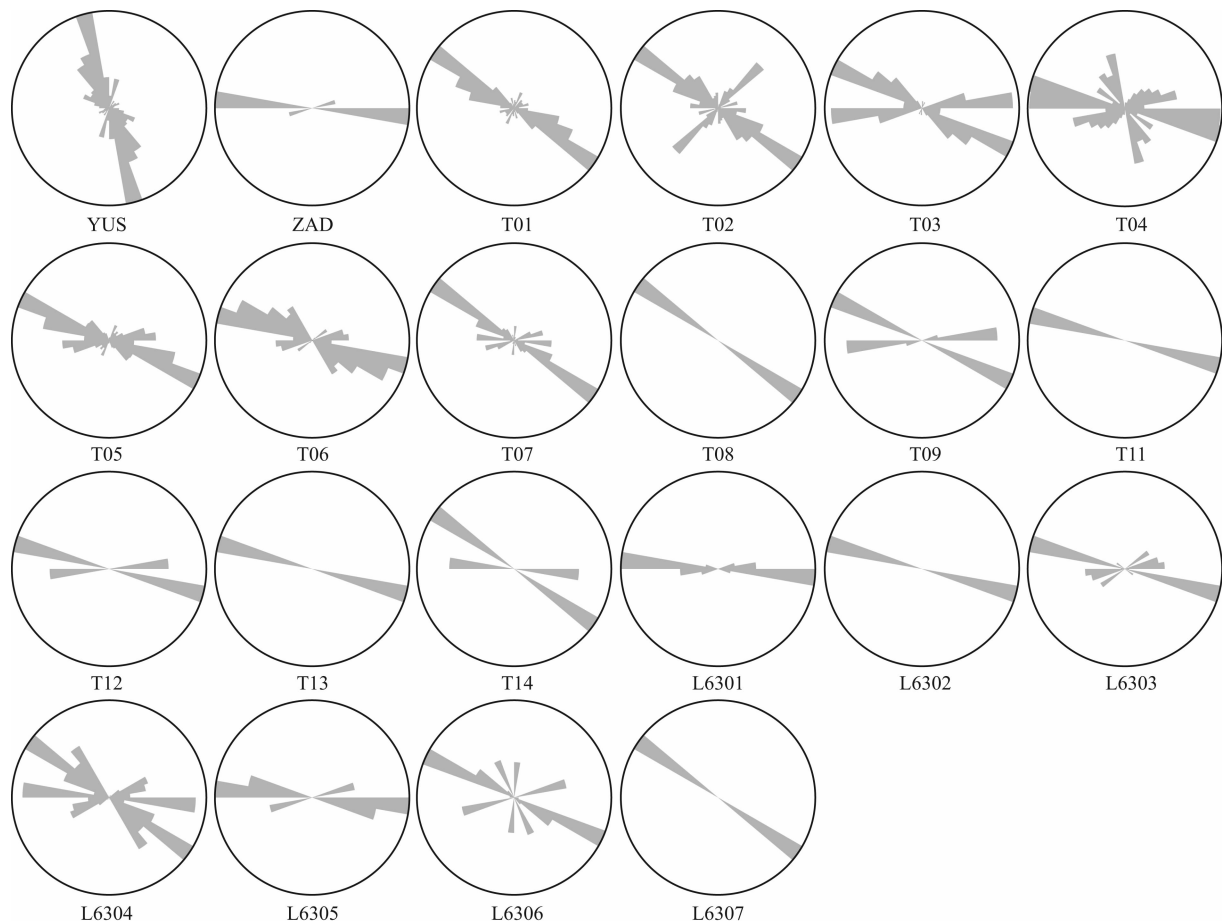 YUS ZAD T01 T02 T03 T04
T05 T06 T07 T08 T09 T11
T12 T13 T14 L6301 L6302 L6303
L6304 L6305 L6306 L6307